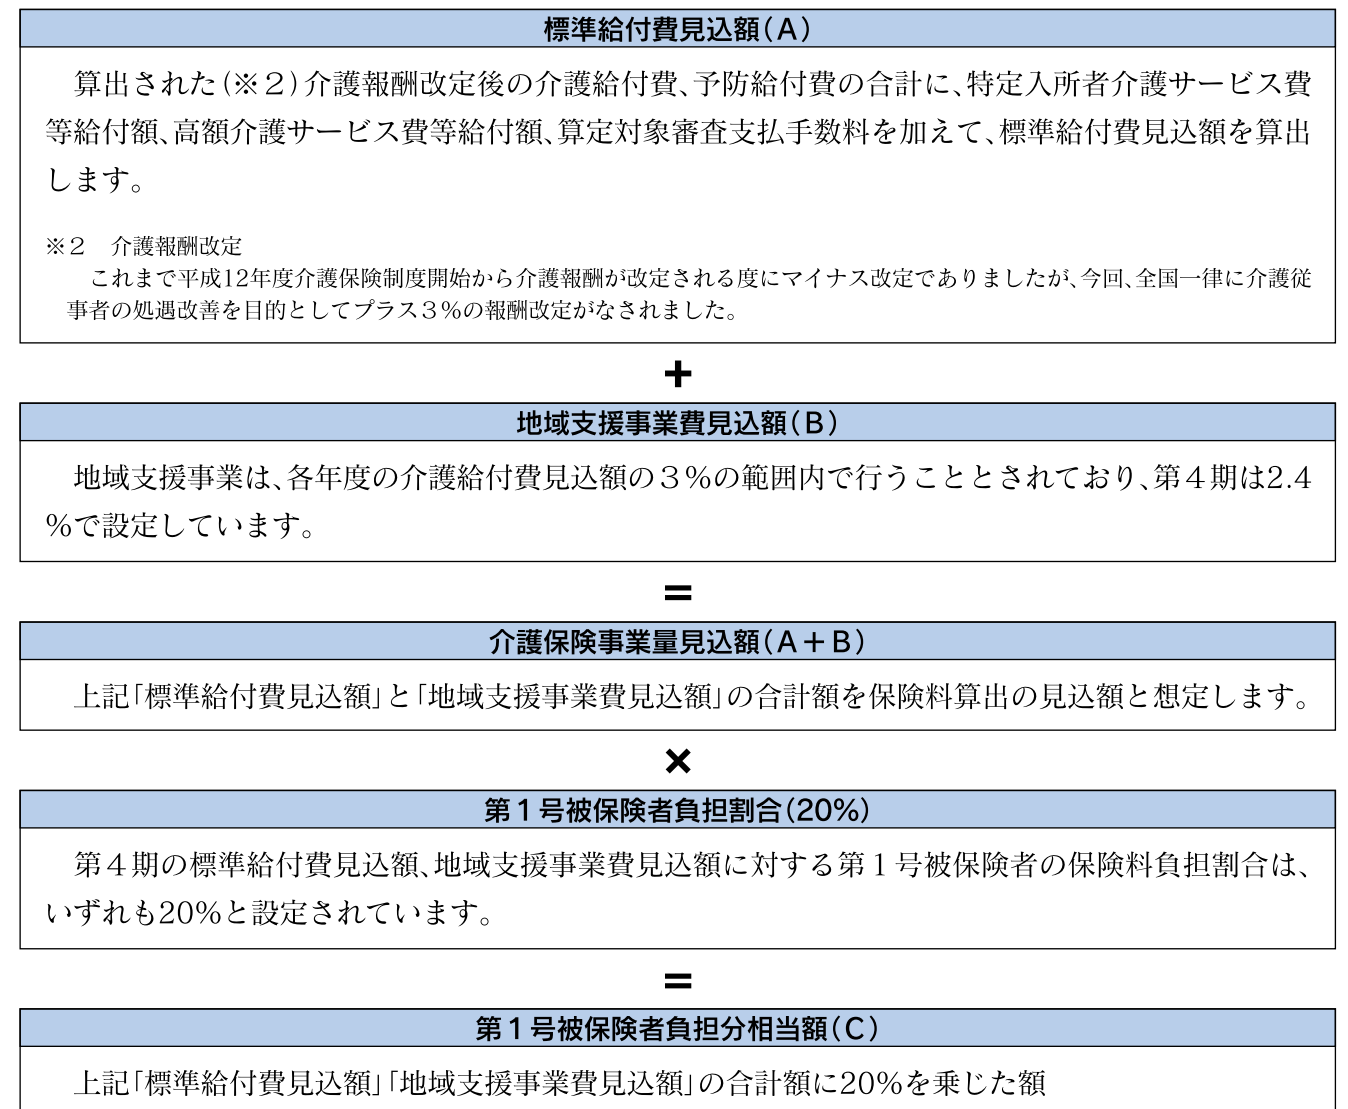 標準給付費見込額(A)
算出された(※2)介護報酬改定後の介護給付費、予防給付費の合計に、特定入所者介護サービス費
等給付額、高額介護サービス費等給付額、算定対象審査支払手数料を加えて、標準給付費見込額を算出
します。
※2　介護報酬改定
これまで平成12年度介護保険制度開始から介護報酬が改定される度にマイナス改定でありましたが、今回、全国一律に介護従
事者の処遇改善を目的としてプラス3%の報酬改定がなされました。
+
地域支援事業費見込額(B)
地域支援事業は、各年度の介護給付費見込額の3%の範囲内で行うこととされており、第4期は2.4
%で設定しています。
=
介護保険事業量見込額(A+B)
上記「標準給付費見込額」と「地域支援事業費見込額」の合計額を保険料算出の見込額と想定します。
×
第1号被保険者負担割合(20%)
第4期の標準給付費見込額、地域支援事業費見込額に対する第1号被保険者の保険料負担割合は、
いずれも20%と設定されています。
=
第1号被保険者負担分相当額(C)
上記「標準給付費見込額」「地域支援事業費見込額」の合計額に20%を乗じた額